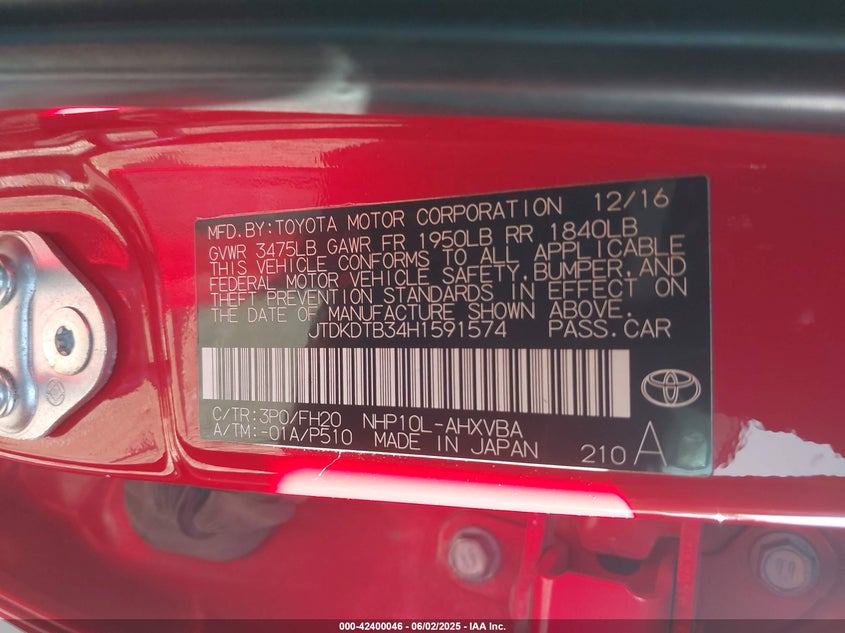 MFD.BY:TOYOTA MOTOR CORPORATION 12/16
GVWR 3475LB GAWR FR 1950LB RR 1840LB
THIS VEHICLE CONFORMS TO ALL APPLICABLE
FEDERAL MOTOR VEHICLE SAFETY,BUMPER,AND
THEFT PREVENTION STANDARDS IN EFFECT ON
THE DATE OF MANUFACTURE SHOWN ABOVE.
JTDKDTB34H1591574 PASS.CAR
C/TR:3P0/FH20 NHP10L-AHXVBA
A/TM:-01A/P510 MADE IN JAPAN 210 A
000-42400046 - 06/02/2025 - IAA Inc.